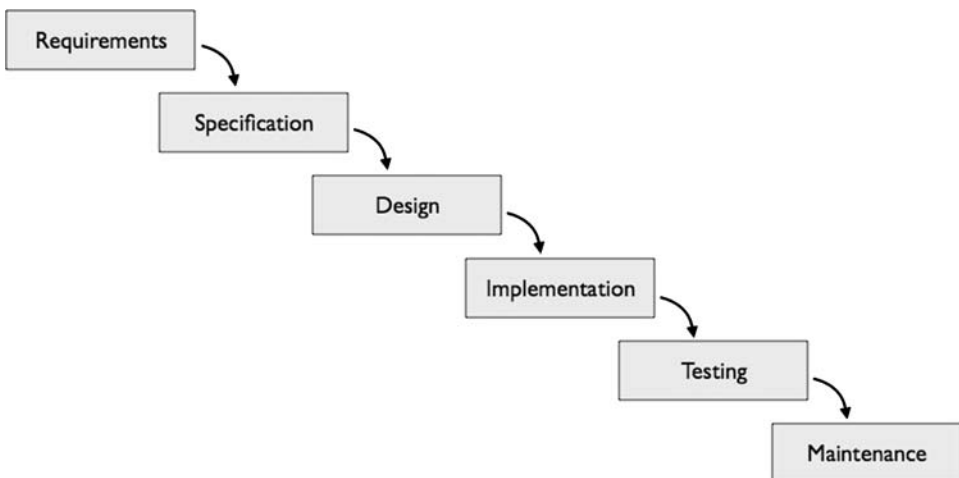 Requirements
Specification
Design
Implementation
Testing
Maintenance